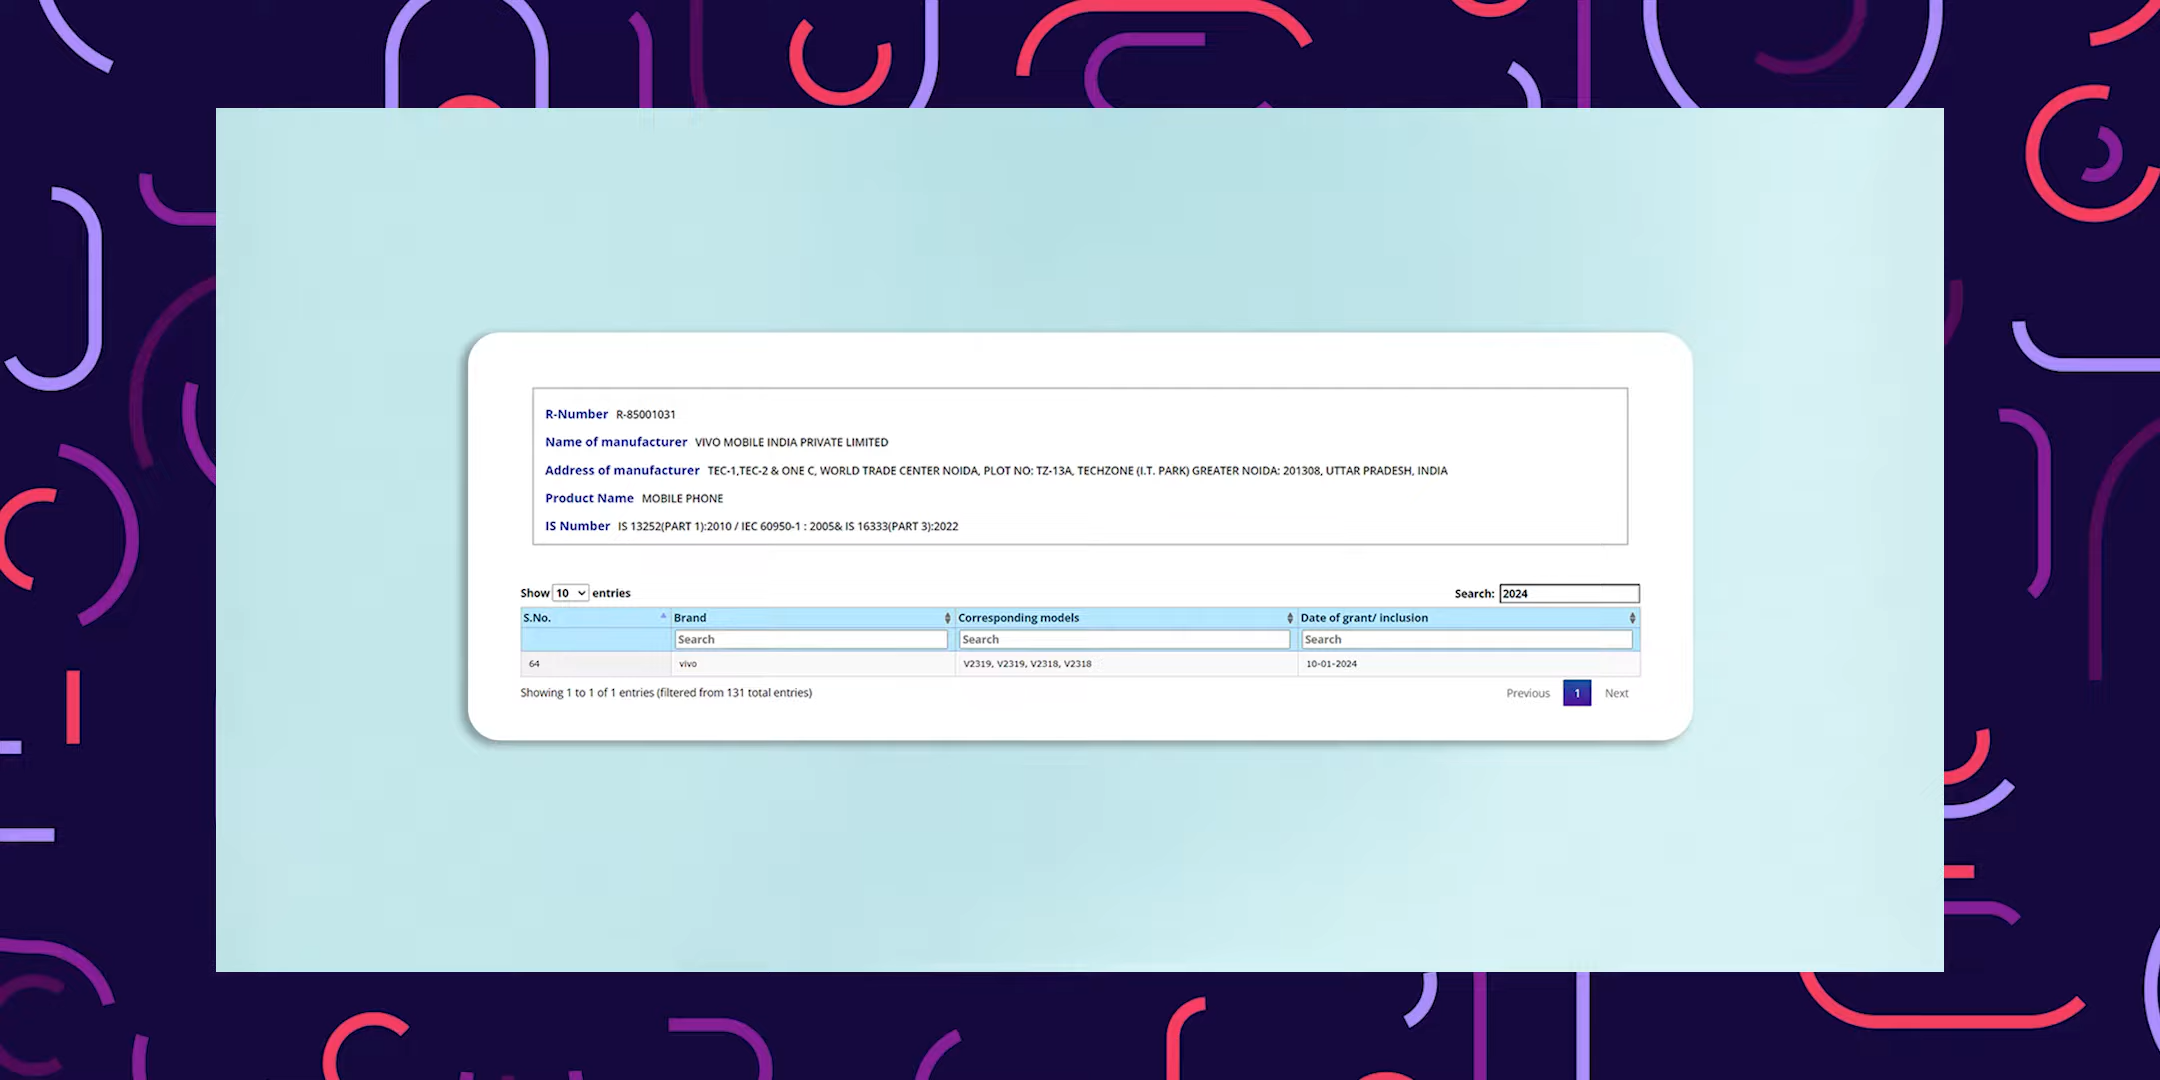 R-Number R-85001031
Name of manufacturer VIVO MOBILE INDIA PRIVATE LIMITED
Address of manufacturer TEC-1,TEC-2 & ONE C, WORLD TRADE CENTER NOIDA, PLOT NO: TZ-13A, TECHZONE (I.T. PARK) GREATER NOIDA: 201308, UTTAR PRADESH, INDIA
Product Name MOBILE PHONE
IS Number IS 13252(PART 1):2010 / IEC 60950-1 : 2005& IS 16333(PART 3):2022
Show 10 entries Search: 2024
S.No. Brand Corresponding models Date of grant/ inclusion
Search Search Search
64 vivo V2319, V2319, V2318, V2318 10-01-2024
Showing 1 to 1 of 1 entries (filtered from 131 total entries) Previous 1 Next